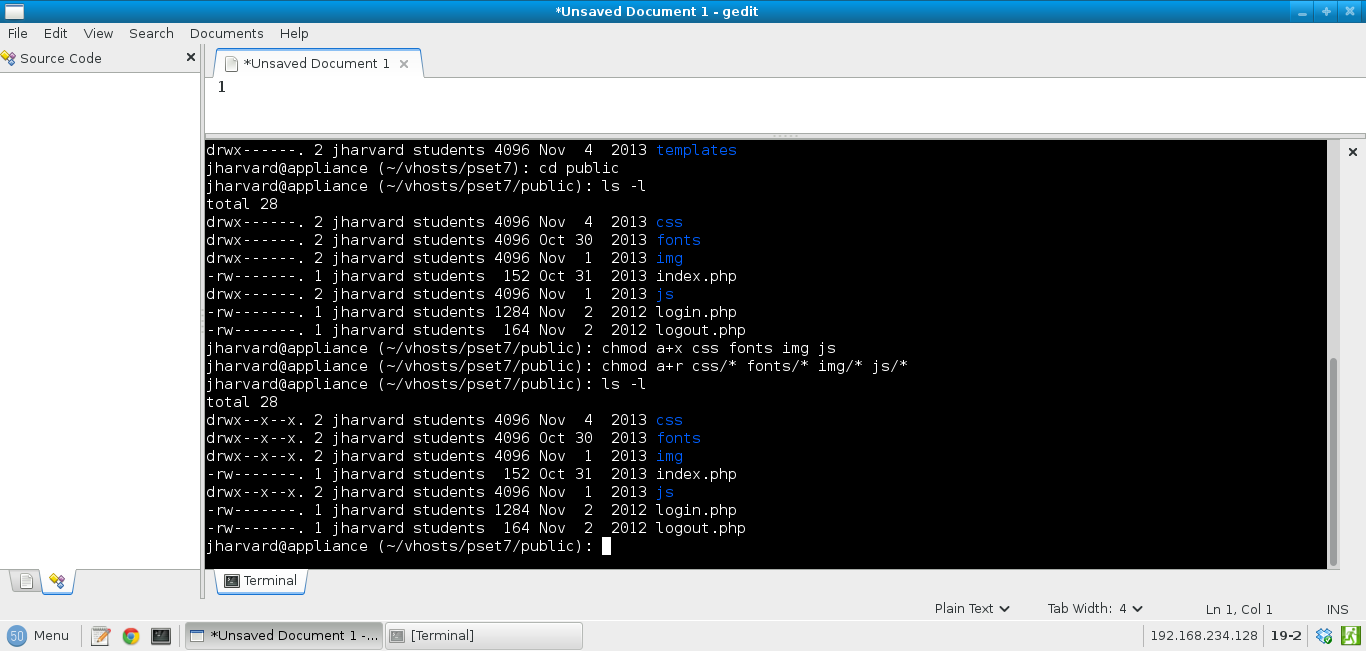 *Unsaved Document 1 - gedit
File Edit View Search Documents Help
Source Code
*Unsaved Document 1
1
drwx------. 2 jharvard students 4096 Nov  4  2013 templates
jharvard@appliance (~/vhosts/pset7): cd public
jharvard@appliance (~/vhosts/pset7/public): ls -l
total 28
drwx------. 2 jharvard students 4096 Nov  4  2013 css
drwx------. 2 jharvard students 4096 Oct 30  2013 fonts
drwx------. 2 jharvard students 4096 Nov  1  2013 img
-rw-------. 1 jharvard students  152 Oct 31  2013 index.php
drwx------. 2 jharvard students 4096 Nov  1  2013 js
-rw-------. 1 jharvard students 1284 Nov  2  2012 login.php
-rw-------. 1 jharvard students  164 Nov  2  2012 logout.php
jharvard@appliance (~/vhosts/pset7/public): chmod a+x css fonts img js
jharvard@appliance (~/vhosts/pset7/public): chmod a+r css/* fonts/* img/* js/*
jharvard@appliance (~/vhosts/pset7/public): ls -l
total 28
drwx--x--x. 2 jharvard students 4096 Nov  4  2013 css
drwx--x--x. 2 jharvard students 4096 Oct 30  2013 fonts
drwx--x--x. 2 jharvard students 4096 Nov  1  2013 img
-rw-------. 1 jharvard students  152 Oct 31  2013 index.php
drwx--x--x. 2 jharvard students 4096 Nov  1  2013 js
-rw-------. 1 jharvard students 1284 Nov  2  2012 login.php
-rw-------. 1 jharvard students  164 Nov  2  2012 logout.php
jharvard@appliance (~/vhosts/pset7/public):
Terminal
Plain Text Tab Width: 4 Ln 1, Col 1 INS
50 Menu *Unsaved Document 1 -... [Terminal] 192.168.234.128 19-2